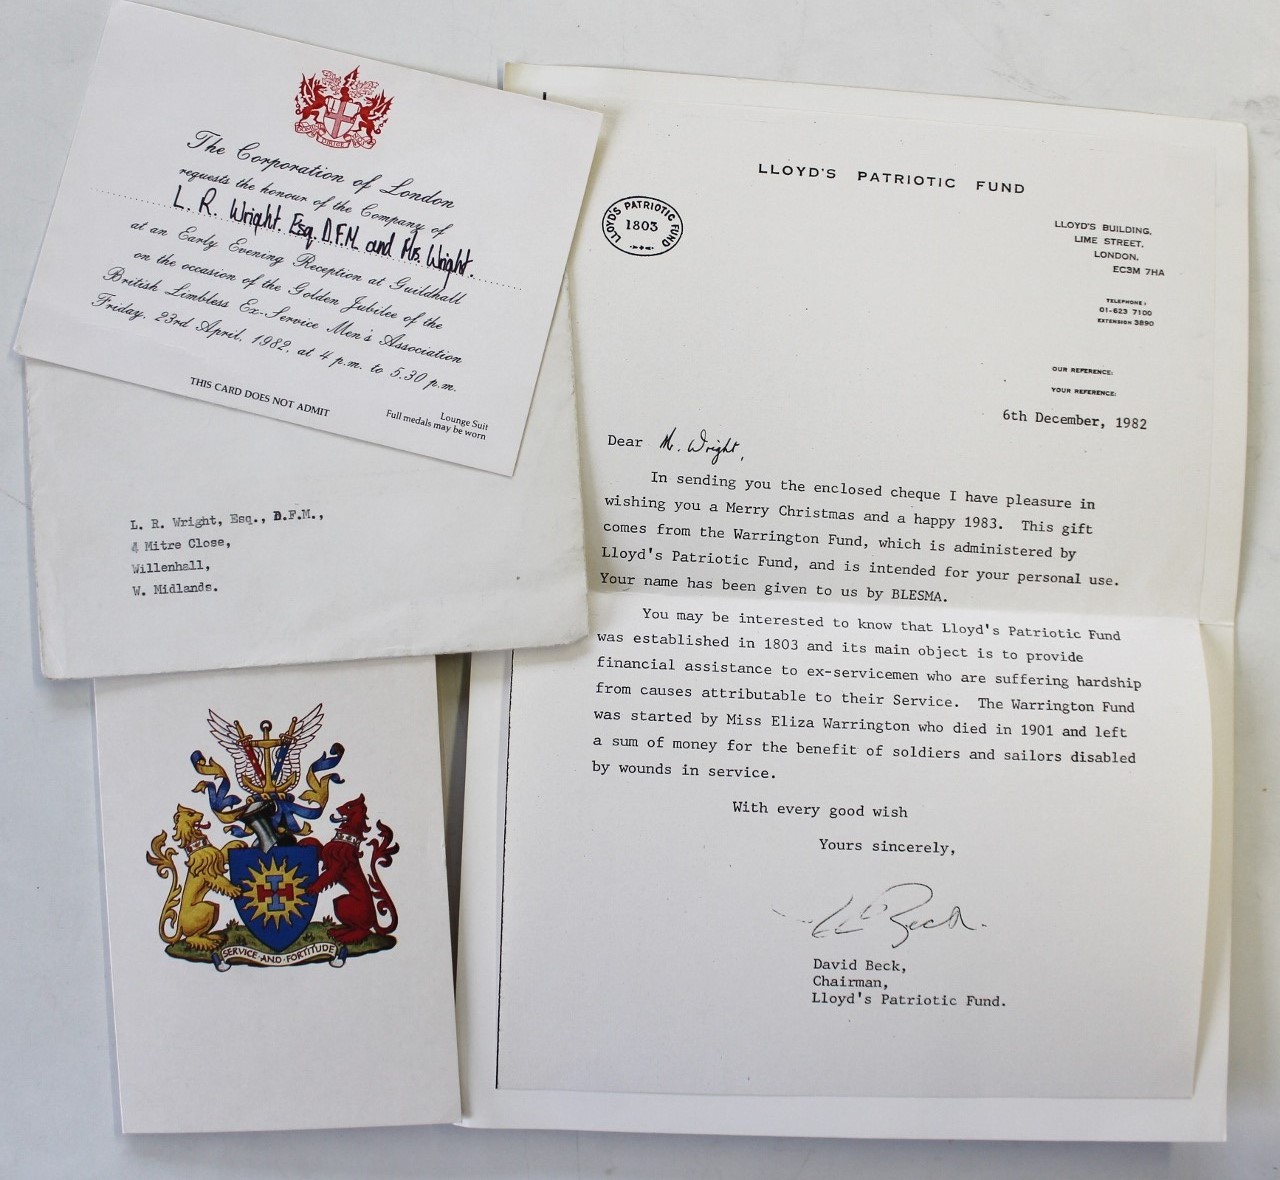 The Corporation of London
requests the honour of the Company of
L. R. Wright Esq. D.F.M. and Mrs. Wright.
at an Early Evening Reception at Guildhall
on the occasion of the Golden Jubilee of the
British Limbless Ex-Service Men's Association
Friday, 23rd April, 1982, at 4 p.m. to 5.30 p.m.
THIS CARD DOES NOT ADMIT
Lounge Suit
Full medals may be worn
L. R. Wright, Esq., D.F.M.,
4 Mitre Close,
Willenhall,
W. Midlands.
SERVICE·AND·FORTITUDE
LLOYD'S PATRIOTIC FUND
LLOYD'S PATRIOTIC FUND
1803
LLOYD'S BUILDING,
LIME STREET,
LONDON,
EC3M 7HA
TELEPHONE:
01-623 7100
EXTENSION 3890
OUR REFERENCE:
YOUR REFERENCE:
6th December, 1982
Dear Mr. Wright,
In sending you the enclosed cheque I have pleasure in
wishing you a Merry Christmas and a happy 1983. This gift
comes from the Warrington Fund, which is administered by
Lloyd's Patriotic Fund, and is intended for your personal use.
Your name has been given to us by BLESMA.
You may be interested to know that Lloyd's Patriotic Fund
was established in 1803 and its main object is to provide
financial assistance to ex-servicemen who are suffering hardship
from causes attributable to their Service. The Warrington Fund
was started by Miss Eliza Warrington who died in 1901 and left
a sum of money for the benefit of soldiers and sailors disabled
by wounds in service.
With every good wish
Yours sincerely,
Beck.
David Beck,
Chairman,
Lloyd's Patriotic Fund.